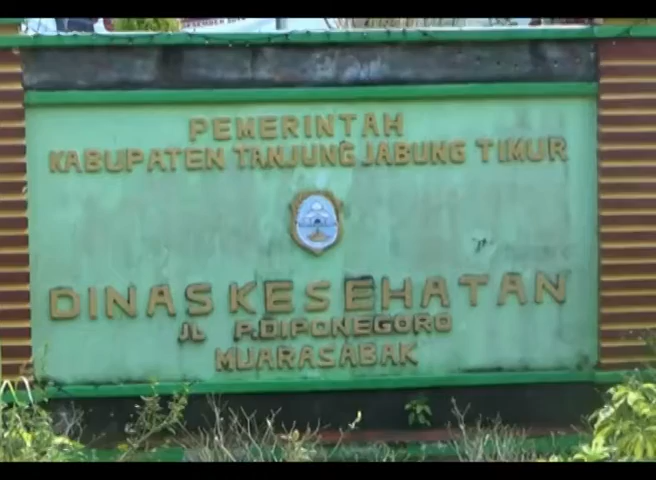 PEMERINTAH
KABUPATEN TANJUNG JABUNG TIMUR
DINAS KESEHATAN
JL P.DIPONEGORO
MUARASABAK